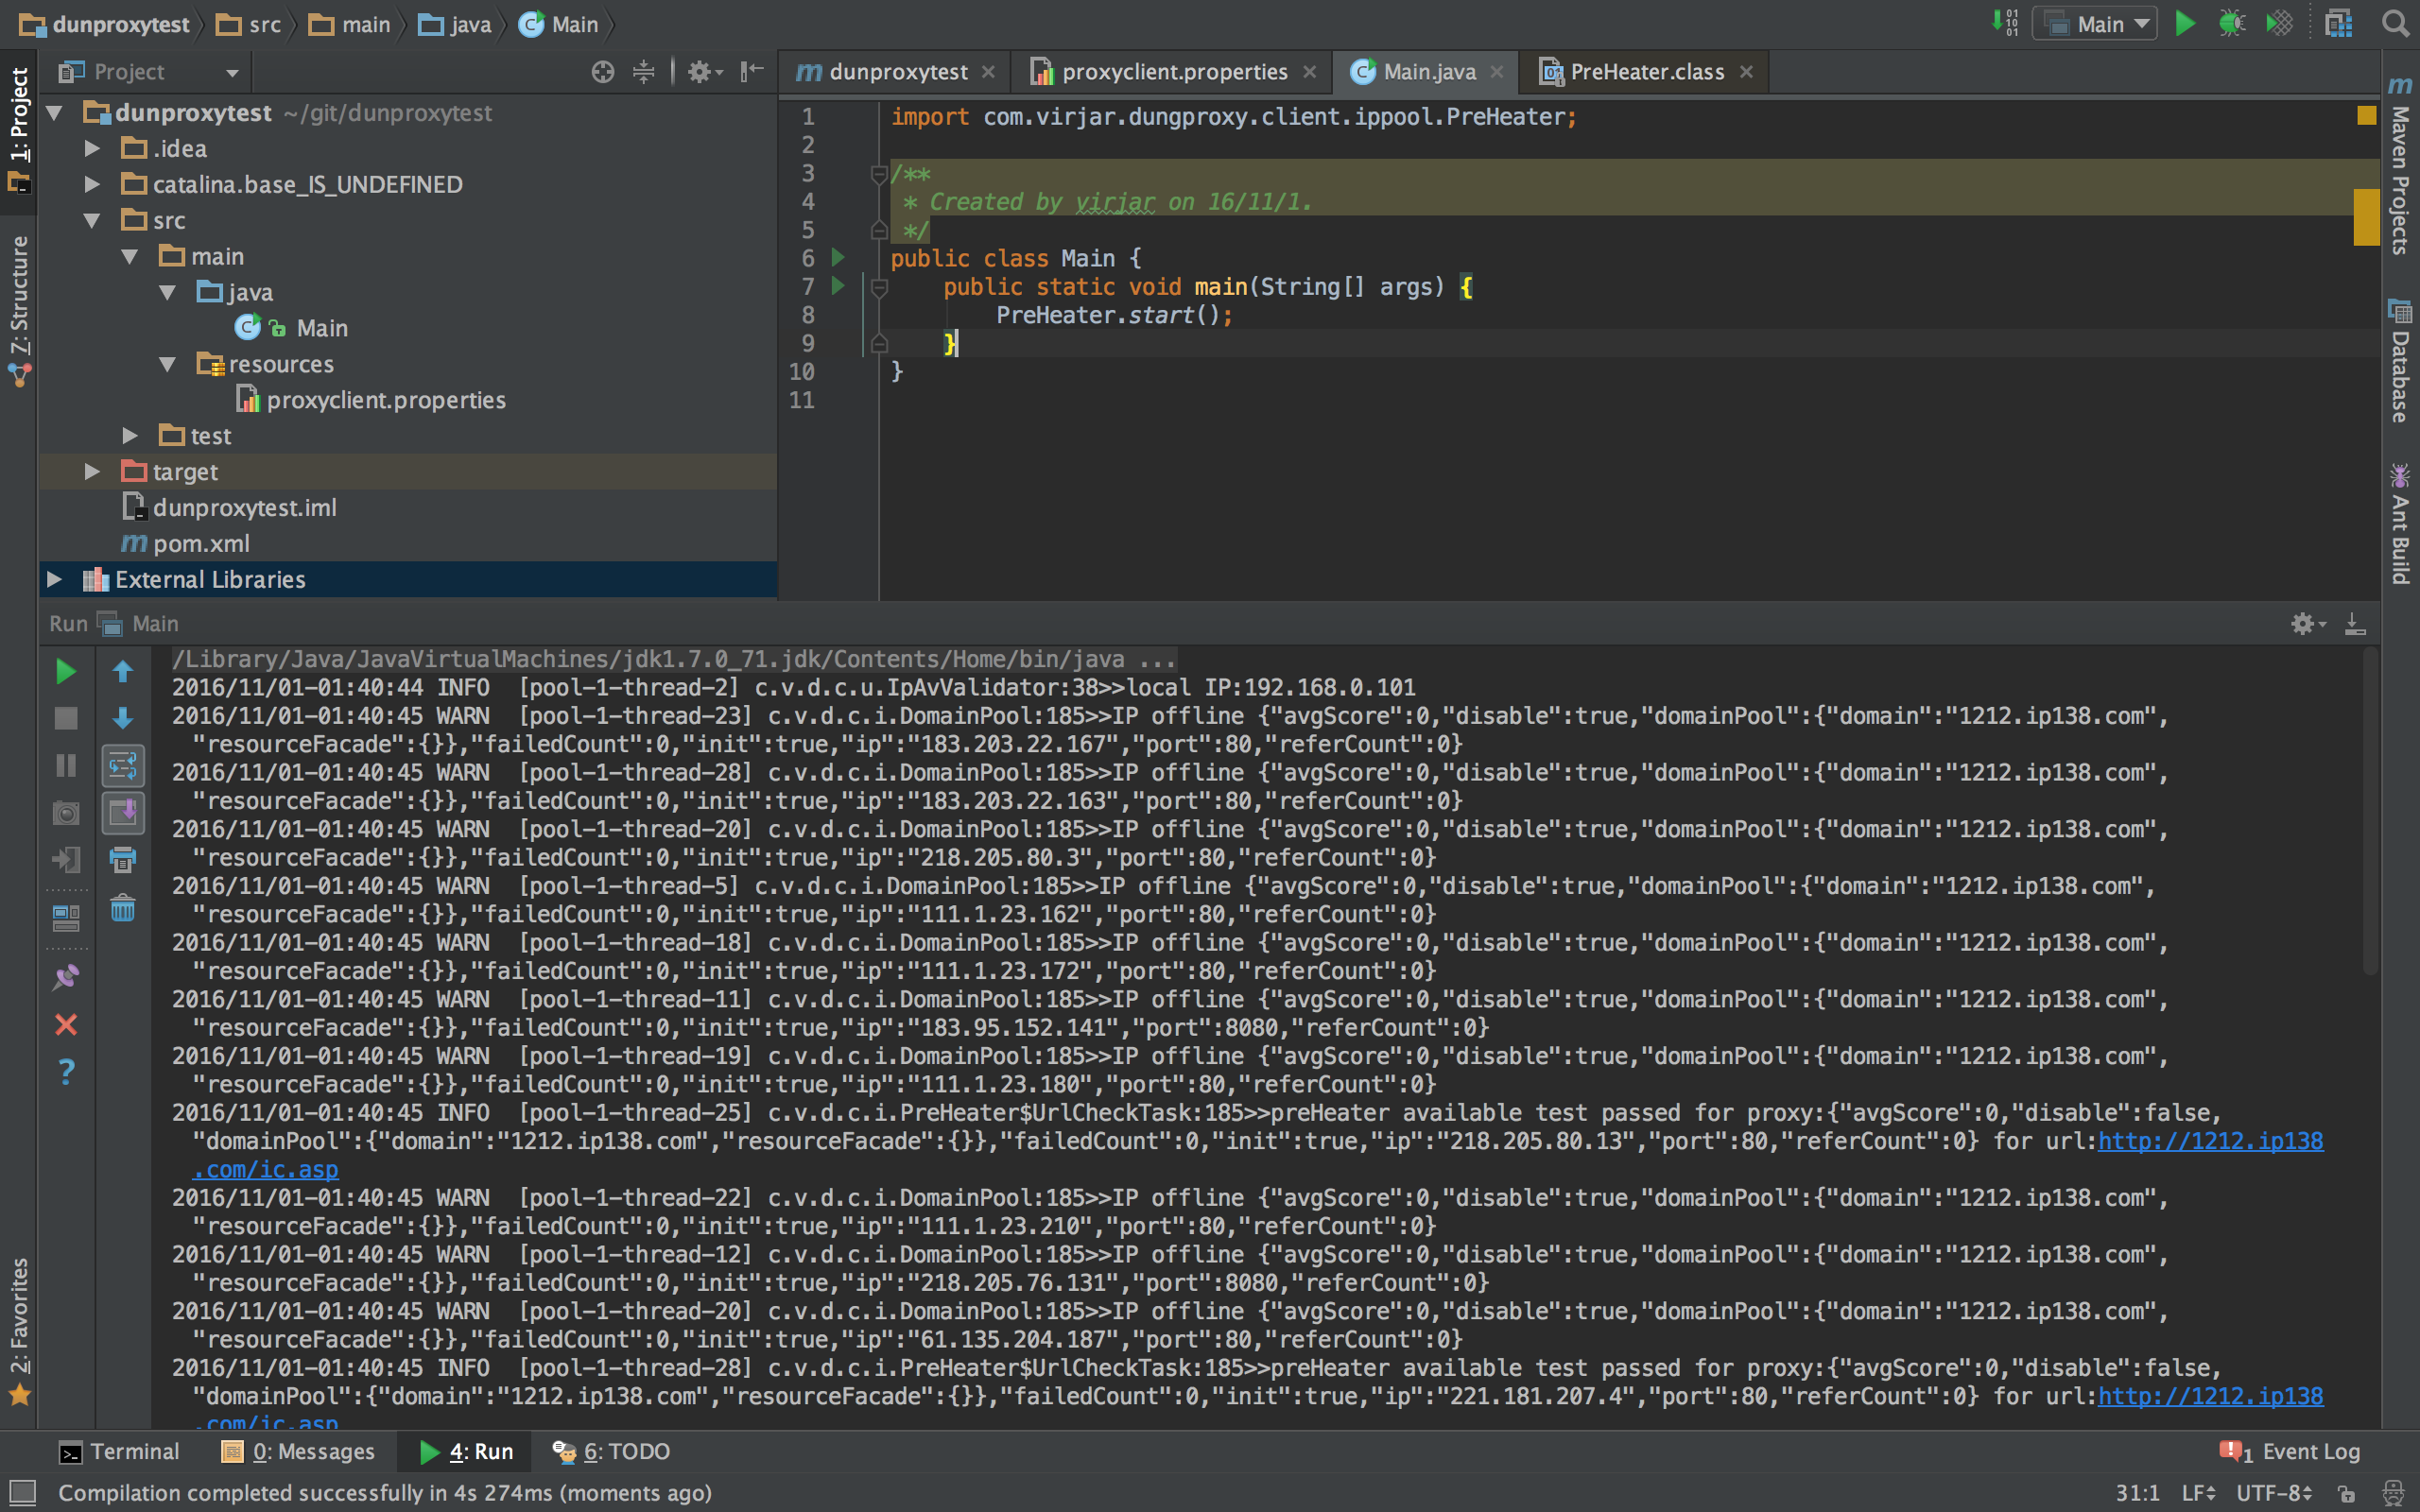 dunproxytest src main java Main
Main
1: Project
Z: Structure
2: Favorites
Project
dunproxytest ~/git/dunproxytest
.idea
catalina.base_IS_UNDEFINED
src
main
java
Main
resources
proxyclient.properties
test
target
dunproxytest.iml
pom.xml
External Libraries
dunproxytest proxyclient.properties Main.java PreHeater.class
1 import com.virjar.dungproxy.client.ippool.PreHeater;
2
3 /**
4 * Created by virjar on 16/11/1.
5 */
6 public class Main {
7 public static void main(String[] args) {
8 PreHeater.start();
9 }
10 }
11
Maven Projects
Database
Ant Build
Run Main
/Library/Java/JavaVirtualMachines/jdk1.7.0_71.jdk/Contents/Home/bin/java ...
2016/11/01-01:40:44 INFO [pool-1-thread-2] c.v.d.c.u.IpAvValidator:38>>local IP:192.168.0.101
2016/11/01-01:40:45 WARN [pool-1-thread-23] c.v.d.c.i.DomainPool:185>>IP offline {"avgScore":0,"disable":true,"domainPool":{"domain":"1212.ip138.com",
"resourceFacade":{}},"failedCount":0,"init":true,"ip":"183.203.22.167","port":80,"referCount":0}
2016/11/01-01:40:45 WARN [pool-1-thread-28] c.v.d.c.i.DomainPool:185>>IP offline {"avgScore":0,"disable":true,"domainPool":{"domain":"1212.ip138.com",
"resourceFacade":{}},"failedCount":0,"init":true,"ip":"183.203.22.163","port":80,"referCount":0}
2016/11/01-01:40:45 WARN [pool-1-thread-20] c.v.d.c.i.DomainPool:185>>IP offline {"avgScore":0,"disable":true,"domainPool":{"domain":"1212.ip138.com",
"resourceFacade":{}},"failedCount":0,"init":true,"ip":"218.205.80.3","port":80,"referCount":0}
2016/11/01-01:40:45 WARN [pool-1-thread-5] c.v.d.c.i.DomainPool:185>>IP offline {"avgScore":0,"disable":true,"domainPool":{"domain":"1212.ip138.com",
"resourceFacade":{}},"failedCount":0,"init":true,"ip":"111.1.23.162","port":80,"referCount":0}
2016/11/01-01:40:45 WARN [pool-1-thread-18] c.v.d.c.i.DomainPool:185>>IP offline {"avgScore":0,"disable":true,"domainPool":{"domain":"1212.ip138.com",
"resourceFacade":{}},"failedCount":0,"init":true,"ip":"111.1.23.172","port":80,"referCount":0}
2016/11/01-01:40:45 WARN [pool-1-thread-11] c.v.d.c.i.DomainPool:185>>IP offline {"avgScore":0,"disable":true,"domainPool":{"domain":"1212.ip138.com",
"resourceFacade":{}},"failedCount":0,"init":true,"ip":"183.95.152.141","port":8080,"referCount":0}
2016/11/01-01:40:45 WARN [pool-1-thread-19] c.v.d.c.i.DomainPool:185>>IP offline {"avgScore":0,"disable":true,"domainPool":{"domain":"1212.ip138.com",
"resourceFacade":{}},"failedCount":0,"init":true,"ip":"111.1.23.180","port":80,"referCount":0}
2016/11/01-01:40:45 INFO [pool-1-thread-25] c.v.d.c.i.PreHeater$UrlCheckTask:185>>preHeater available test passed for proxy:{"avgScore":0,"disable":false,
"domainPool":{"domain":"1212.ip138.com","resourceFacade":{}},"failedCount":0,"init":true,"ip":"218.205.80.13","port":80,"referCount":0} for url:http://1212.ip138
.com/ic.asp
2016/11/01-01:40:45 WARN [pool-1-thread-22] c.v.d.c.i.DomainPool:185>>IP offline {"avgScore":0,"disable":true,"domainPool":{"domain":"1212.ip138.com",
"resourceFacade":{}},"failedCount":0,"init":true,"ip":"111.1.23.210","port":80,"referCount":0}
2016/11/01-01:40:45 WARN [pool-1-thread-12] c.v.d.c.i.DomainPool:185>>IP offline {"avgScore":0,"disable":true,"domainPool":{"domain":"1212.ip138.com",
"resourceFacade":{}},"failedCount":0,"init":true,"ip":"218.205.76.131","port":8080,"referCount":0}
2016/11/01-01:40:45 WARN [pool-1-thread-20] c.v.d.c.i.DomainPool:185>>IP offline {"avgScore":0,"disable":true,"domainPool":{"domain":"1212.ip138.com",
"resourceFacade":{}},"failedCount":0,"init":true,"ip":"61.135.204.187","port":80,"referCount":0}
2016/11/01-01:40:45 INFO [pool-1-thread-28] c.v.d.c.i.PreHeater$UrlCheckTask:185>>preHeater available test passed for proxy:{"avgScore":0,"disable":false,
"domainPool":{"domain":"1212.ip138.com","resourceFacade":{}},"failedCount":0,"init":true,"ip":"221.181.207.4","port":80,"referCount":0} for url:http://1212.ip138
.com/ic.asp
Terminal 0: Messages 4: Run 6: TODO 1 Event Log
Compilation completed successfully in 4s 274ms (moments ago) 31:1 LF UTF-8